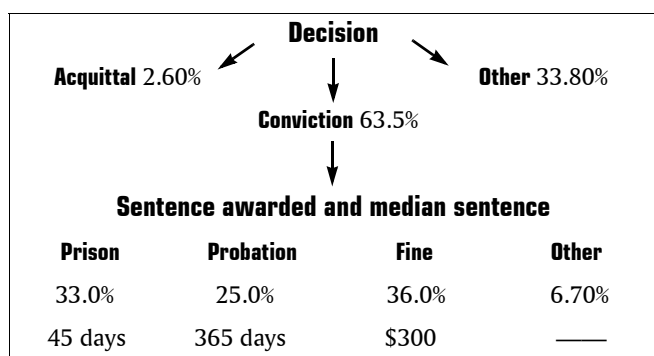 Decision
Acquittal 2.60%
Other 33.80%
Conviction 63.5%
Sentence awarded and median sentence
Prison Probation Fine Other
33.0% 25.0% 36.0% 6.70%
45 days 365 days $300 ——